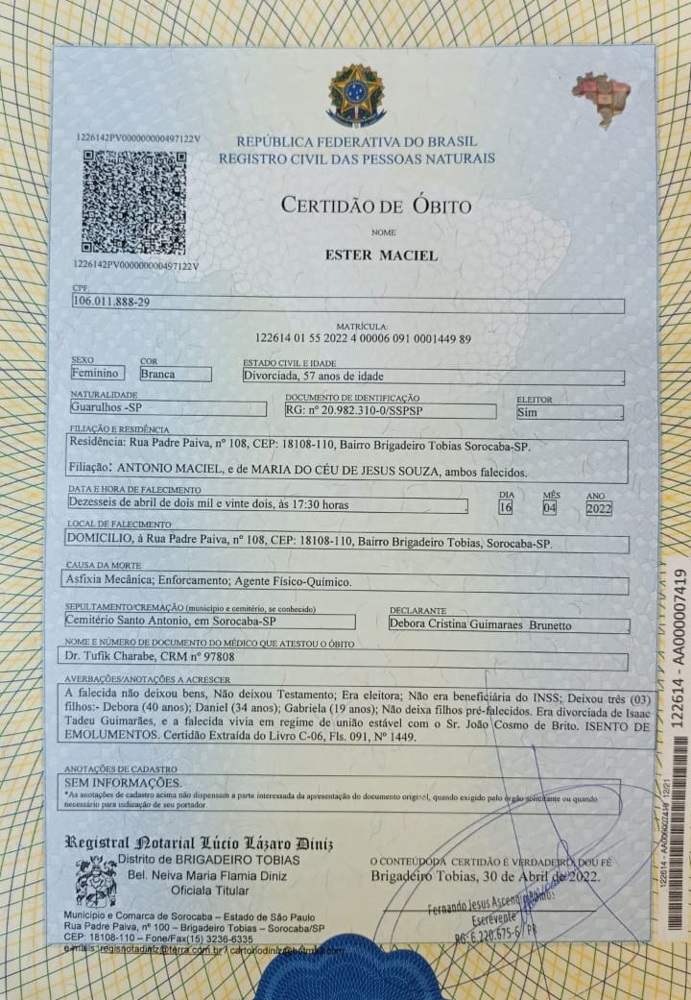 1226142PV000000000497122V
REPÚBLICA FEDERATIVA DO BRASIL
REGISTRO CIVIL DAS PESSOAS NATURAIS
1226142PV000000000497122V
CERTIDÃO DE ÓBITO
NOME
ESTER MACIEL
CPF
106.011.888-29
MATRÍCULA:
122614 01 55 2022 4 00006 091 0001449 89
SEXO COR ESTADO CIVIL E IDADE
Feminino Branca Divorciada, 57 anos de idade
NATURALIDADE DOCUMENTO DE IDENTIFICAÇÃO ELEITOR
Guarulhos -SP RG: nº 20.982.310-0/SSPSP Sim
FILIAÇÃO E RESIDÊNCIA
Residência: Rua Padre Paiva, nº 108, CEP: 18108-110, Bairro Brigadeiro Tobias Sorocaba-SP.
Filiação: ANTONIO MACIEL, e de MARIA DO CÉU DE JESUS SOUZA, ambos falecidos.
DATA E HORA DE FALECIMENTO DIA MÊS ANO
Dezesseis de abril de dois mil e vinte dois, às 17:30 horas 16 04 2022
LOCAL DE FALECIMENTO
DOMICILIO, à Rua Padre Paiva, nº 108, CEP: 18108-110, Bairro Brigadeiro Tobias, Sorocaba-SP.
CAUSA DA MORTE
Asfixia Mecânica; Enforcamento; Agente Físico-Químico.
SEPULTAMENTO/CREMAÇÃO (município e cemitério, se conhecido) DECLARANTE
Cemitério Santo Antonio, em Sorocaba-SP Debora Cristina Guimaraes Brunetto
NOME E NÚMERO DE DOCUMENTO DO MÉDICO QUE ATESTOU O ÓBITO
Dr. Tufik Charabe, CRM nº 97808
AVERBAÇÕES/ANOTAÇÕES A ACRESCER
A falecida não deixou bens, Não deixou Testamento; Era eleitora; Não era beneficiária do INSS; Deixou três (03)
filhos:- Debora (40 anos); Daniel (34 anos); Gabriela (19 anos); Não deixa filhos pré-falecidos. Era divorciada de Isaac
Tadeu Guimarães, e a falecida vivia em regime de união estável com o Sr. João Cosmo de Brito. ISENTO DE
EMOLUMENTOS. Certidão Extraída do Livro C-06, Fls. 091, Nº 1449.
ANOTAÇÕES DE CADASTRO
SEM INFORMAÇÕES.
*As anotações de cadastro acima não dispensam a parte interessada da apresentação do documento original, quando exigido pelo órgão solicitante ou quando
necessário para indicação de seu portador.
Registral Notarial Lúcio Lázaro Diniz
Distrito de BRIGADEIRO TOBIAS
Bel. Neiva Maria Flamia Diniz
Oficiala Titular
Município e Comarca de Sorocaba – Estado de São Paulo
Rua Padre Paiva, nº 100 – Brigadeiro Tobias – Sorocaba/SP
CEP: 18108-110 – Fone/Fax(15) 3236-6335
e-mails: regisnotadiniz@terra.com.br / cartoriodiniz@hotmail.com
O CONTEÚDO DA CERTIDÃO É VERDADEIRO, DOU FÉ
Brigadeiro Tobias, 30 de Abril de 2022.
Fernando Jesus
Escrevente
RG: 6.220.675-6/ PR
122614 - AA000007419
122614 - AA000007419 12/21